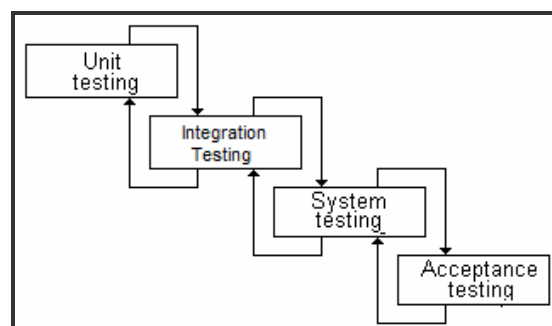 Unit
testing
Integration
Testing
System
testing
Acceptance
testing